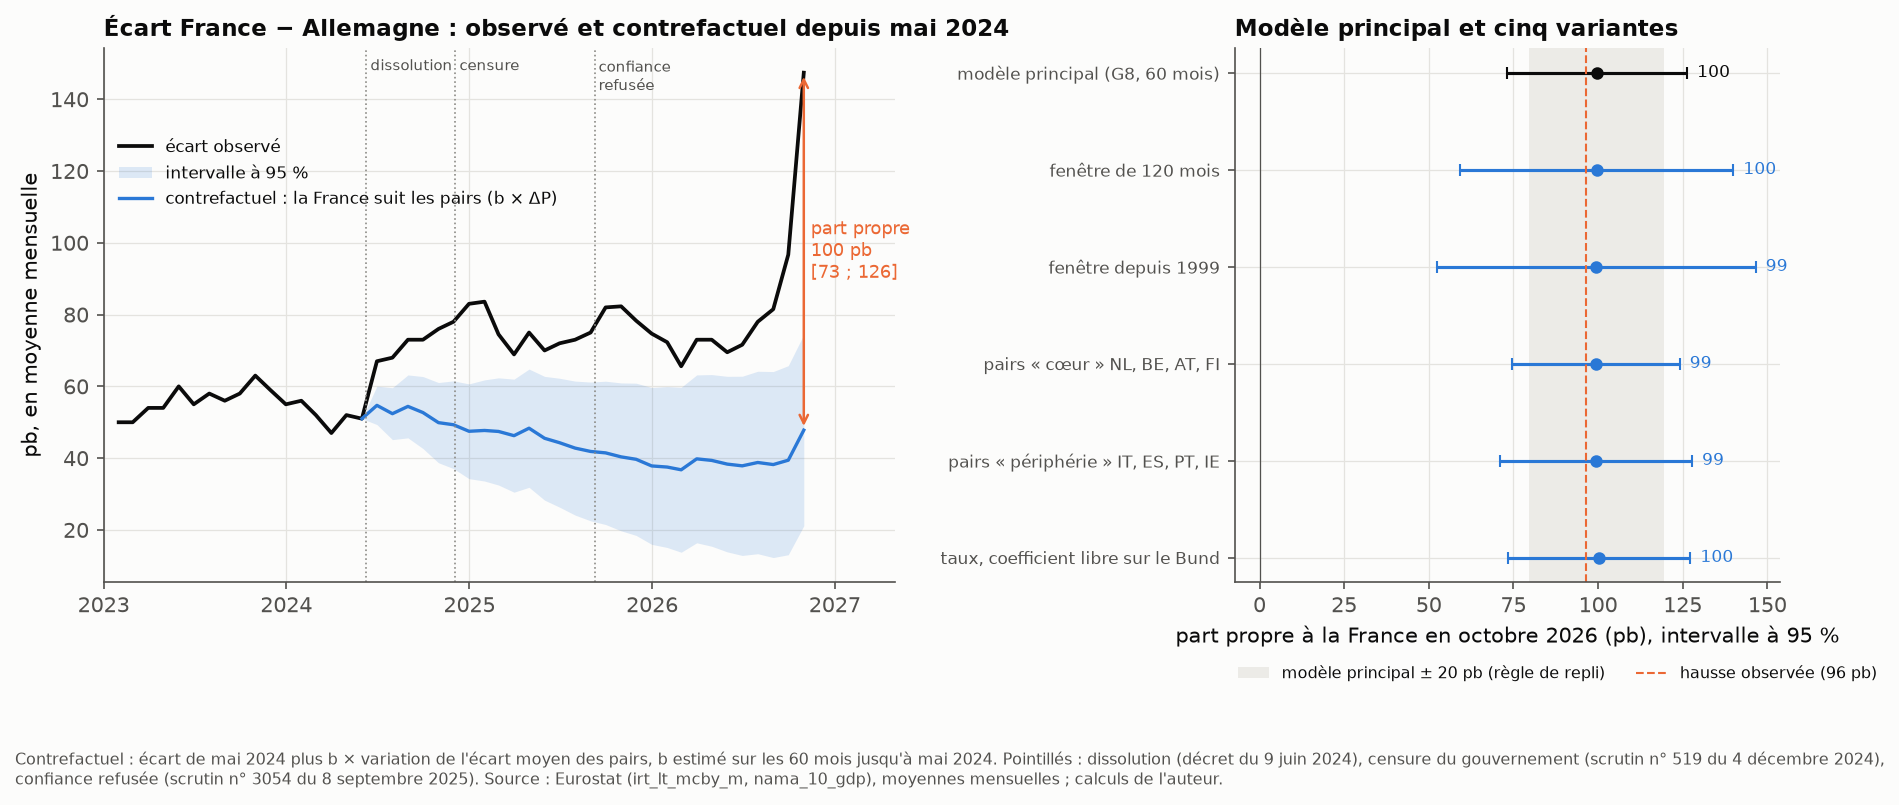 Écart France − Allemagne : observé et contrefactuel depuis mai 2024
pb, en moyenne mensuelle
140
120
100
80
60
40
20
2023
2024
2025
2026
2027
dissolution
censure
confiance
refusée
écart observé
intervalle à 95 %
contrefactuel : la France suit les pairs (b × ΔP)
part propre
100 pb
[73 ; 126]
Modèle principal et cinq variantes
modèle principal (G8, 60 mois)
100
fenêtre de 120 mois
100
fenêtre depuis 1999
99
pairs « cœur » NL, BE, AT, FI
99
pairs « périphérie » IT, ES, PT, IE
99
taux, coefficient libre sur le Bund
100
0
25
50
75
100
125
150
part propre à la France en octobre 2026 (pb), intervalle à 95 %
modèle principal ± 20 pb (règle de repli)
hausse observée (96 pb)
Contrefactuel : écart de mai 2024 plus b × variation de l'écart moyen des pairs, b estimé sur les 60 mois jusqu'à mai 2024. Pointillés : dissolution (décret du 9 juin 2024), censure du gouvernement (scrutin n° 519 du 4 décembre 2024),
confiance refusée (scrutin n° 3054 du 8 septembre 2025). Source : Eurostat (irt_lt_mcby_m, nama_10_gdp), moyennes mensuelles ; calculs de l'auteur.